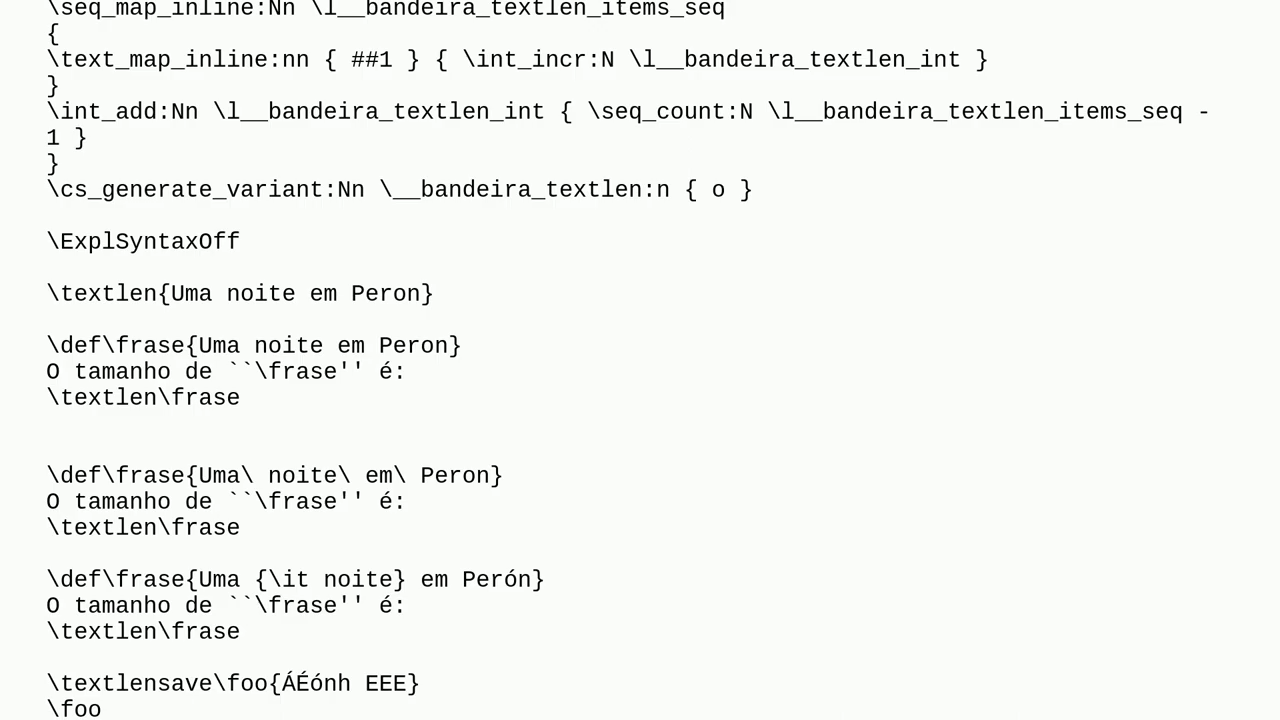 \seq_map_inline:Nn \l__bandeira_textlen_items_seq
{
\text_map_inline:nn { ##1 } { \int_incr:N \l__bandeira_textlen_int }
}
\int_add:Nn \l__bandeira_textlen_int { \seq_count:N \l__bandeira_textlen_items_seq -
1 }
}
\cs_generate_variant:Nn \__bandeira_textlen:n { o }
\ExplSyntaxOff
\textlen{Uma noite em Peron}
\def\frase{Uma noite em Peron}
O tamanho de ``\frase'' é:
\textlen\frase
\def\frase{Uma\ noite\ em\ Peron}
O tamanho de ``\frase'' é:
\textlen\frase
\def\frase{Uma {\it noite} em Perón}
O tamanho de ``\frase'' é:
\textlen\frase
\textlensave\foo{ÁÉónh EEE}
\foo